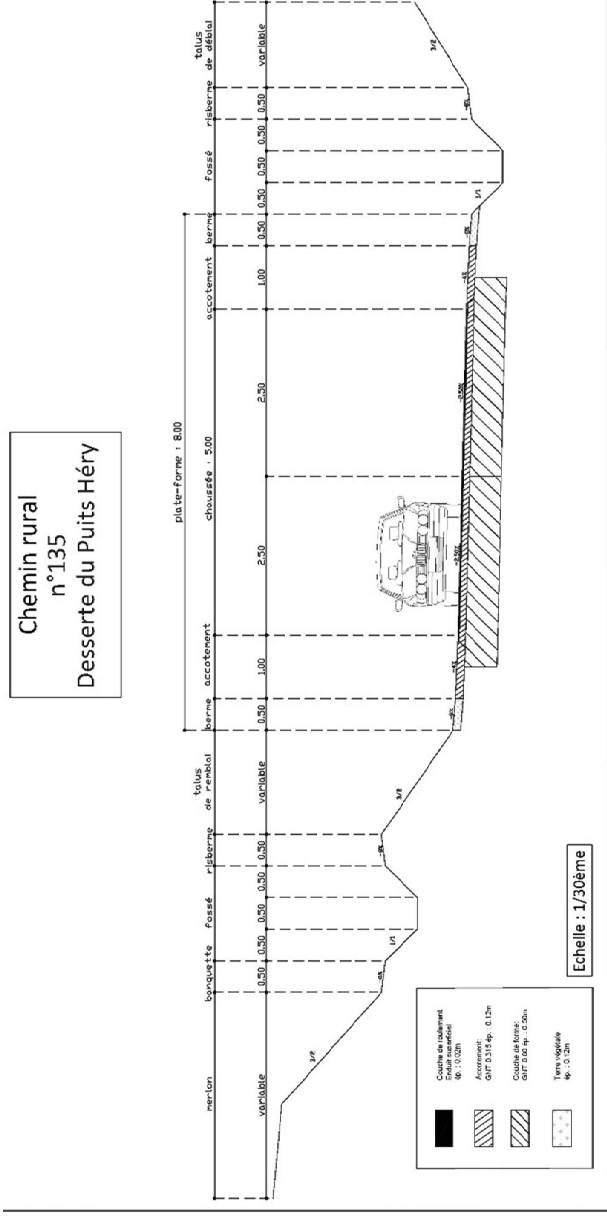 Chemin rural
n°135
Desserte du Puits Héry
plate-forme : 8.00
merlon
banquette
fossé
risberme
talus
de remblai
berme
accotement
chaussée : 5.00
accotement
berme
fossé
risberme
talus
de déblai
variable
0.50
0.50
0.50
0.50
0.50
variable
0.50
1.00
2.50
2.50
1.00
0.50
0.50
0.50
0.50
0.50
variable
3/2
1/1
3/2
1/1
3/2
Couche de roulement
Enduit superficiel
ép. : 0.02m
Accotement:
GNT 0.315 ép. : 0.12m
Couche de forme:
GNT 0.80 ép. : 0.50m
Terre végétale
ép. : 0.12m
Echelle : 1/30ème